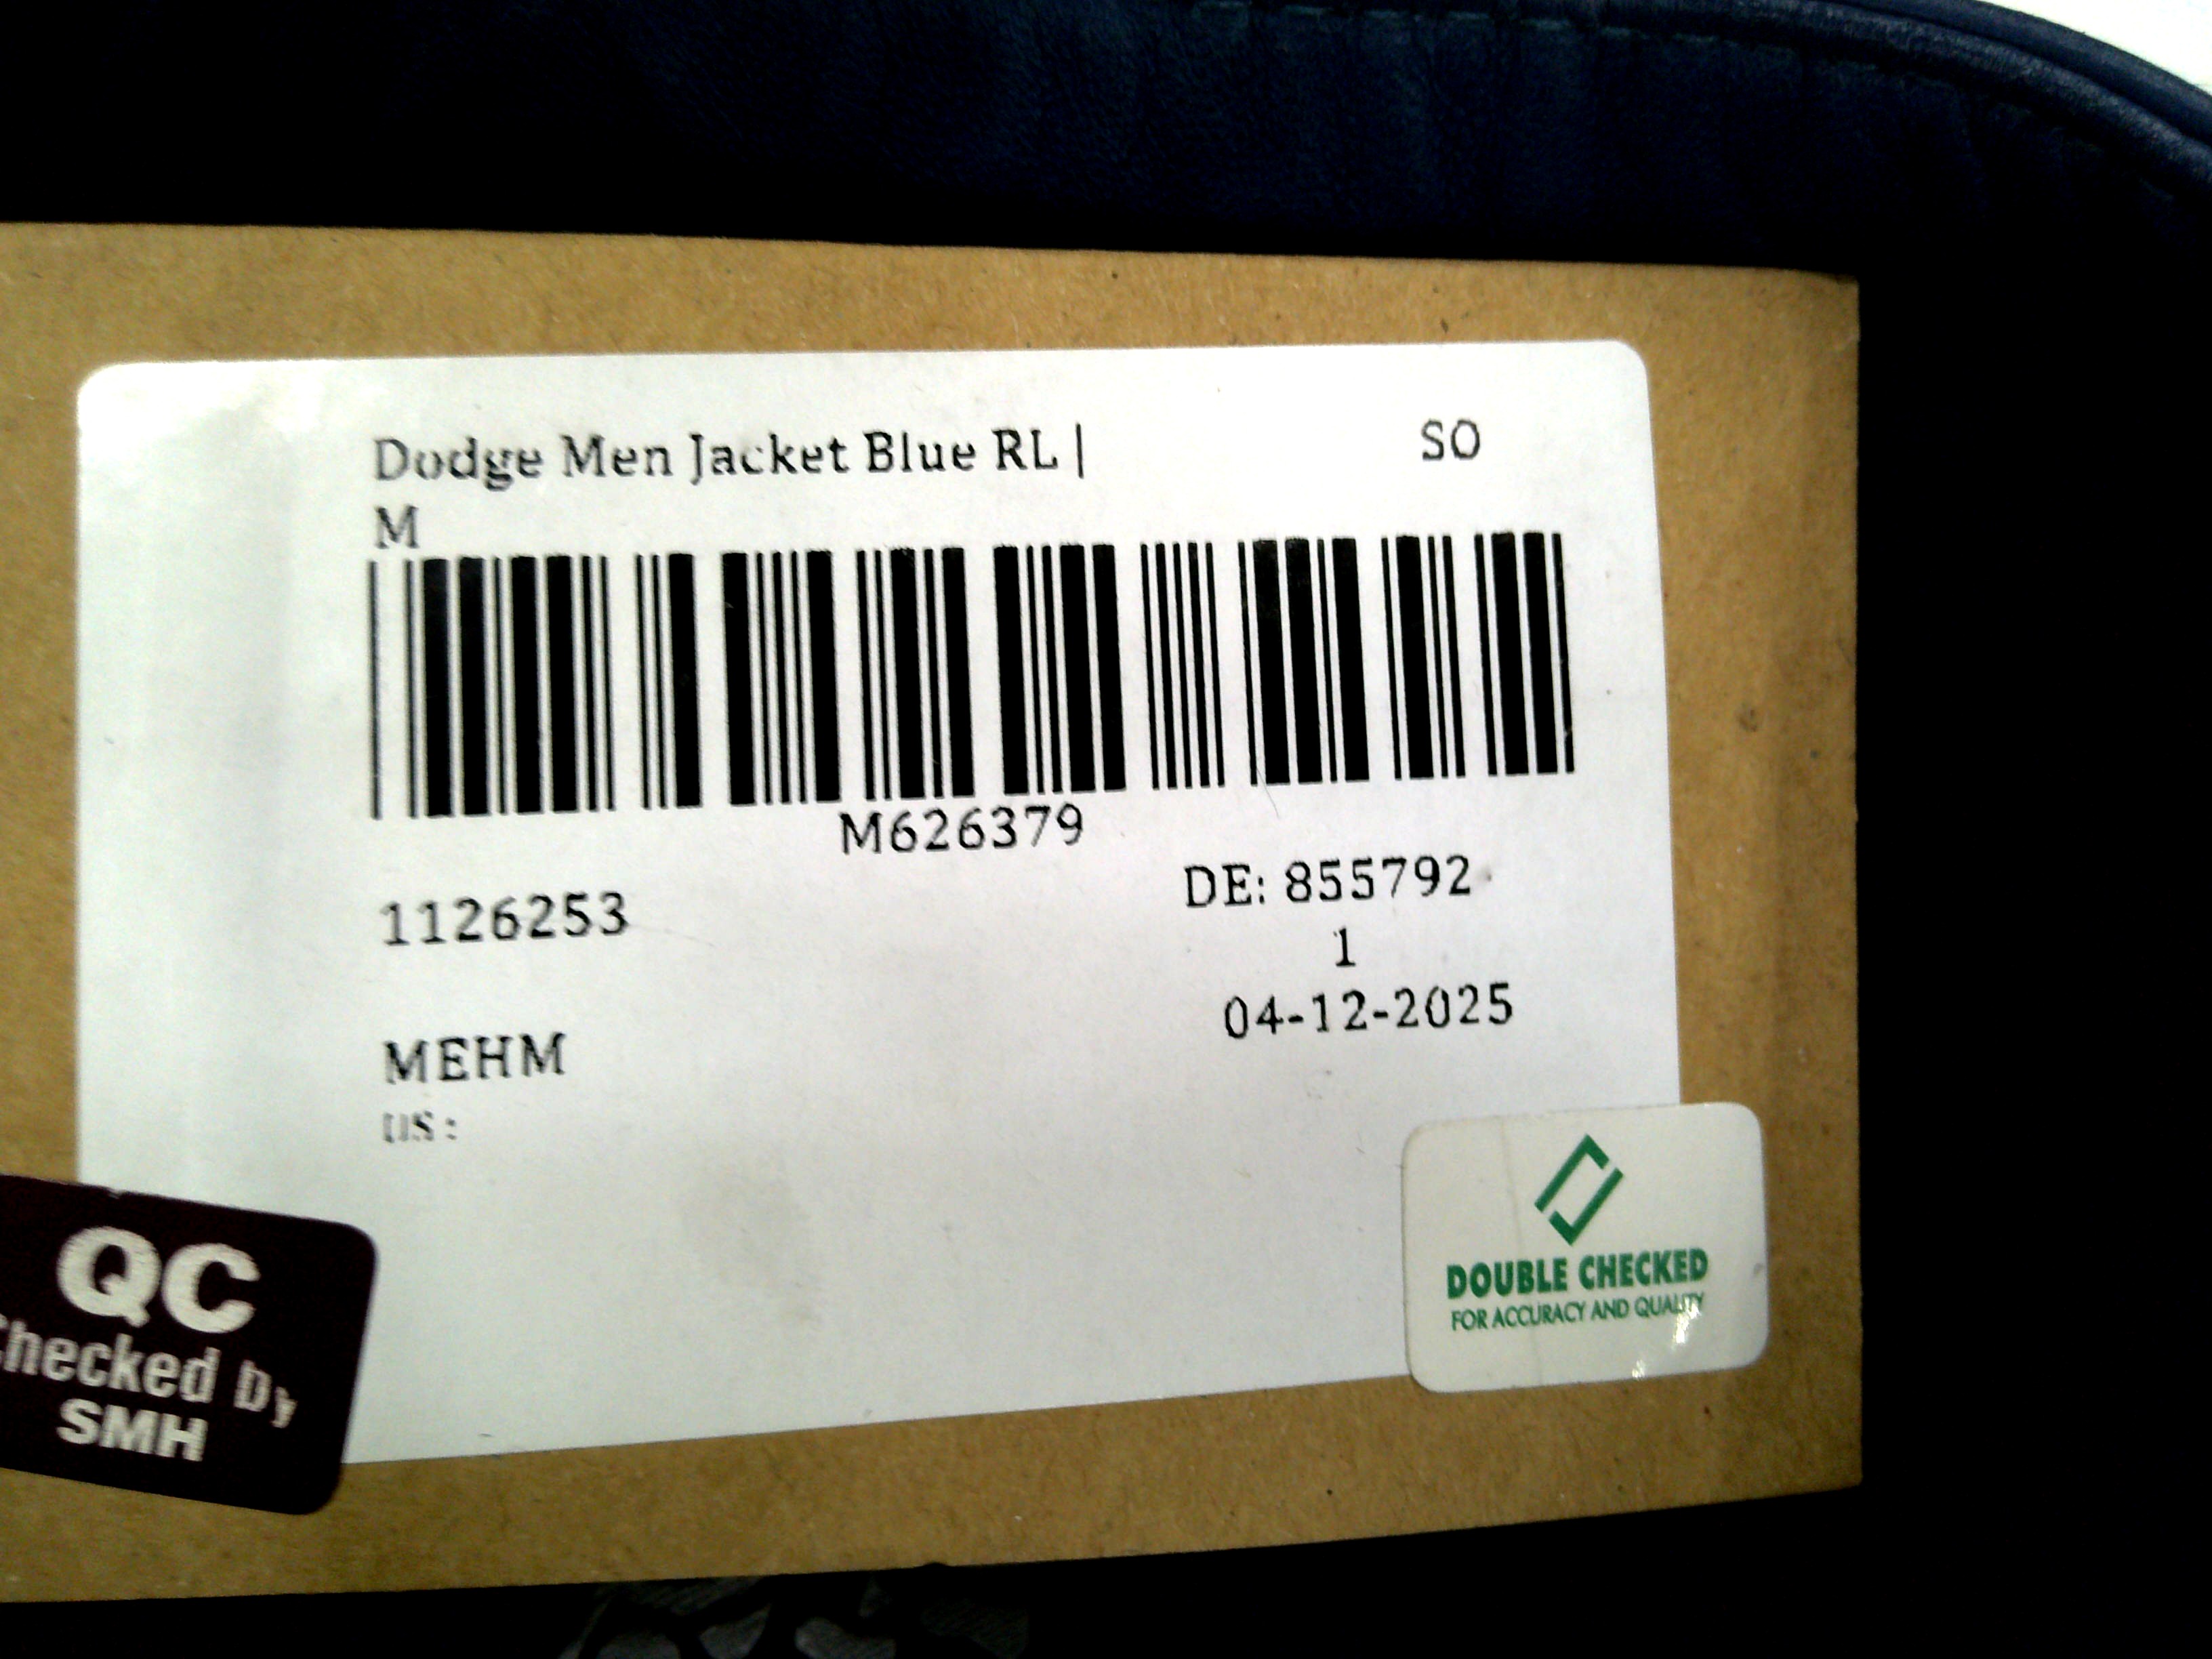 Dodge Men Jacket Blue RL |
M
SO
M626379
DE: 855792
1126253
1
04-12-2025
MEHM
US:
QC
Checked by
SMH
DOUBLE CHECKED
FOR ACCURACY AND QUALITY